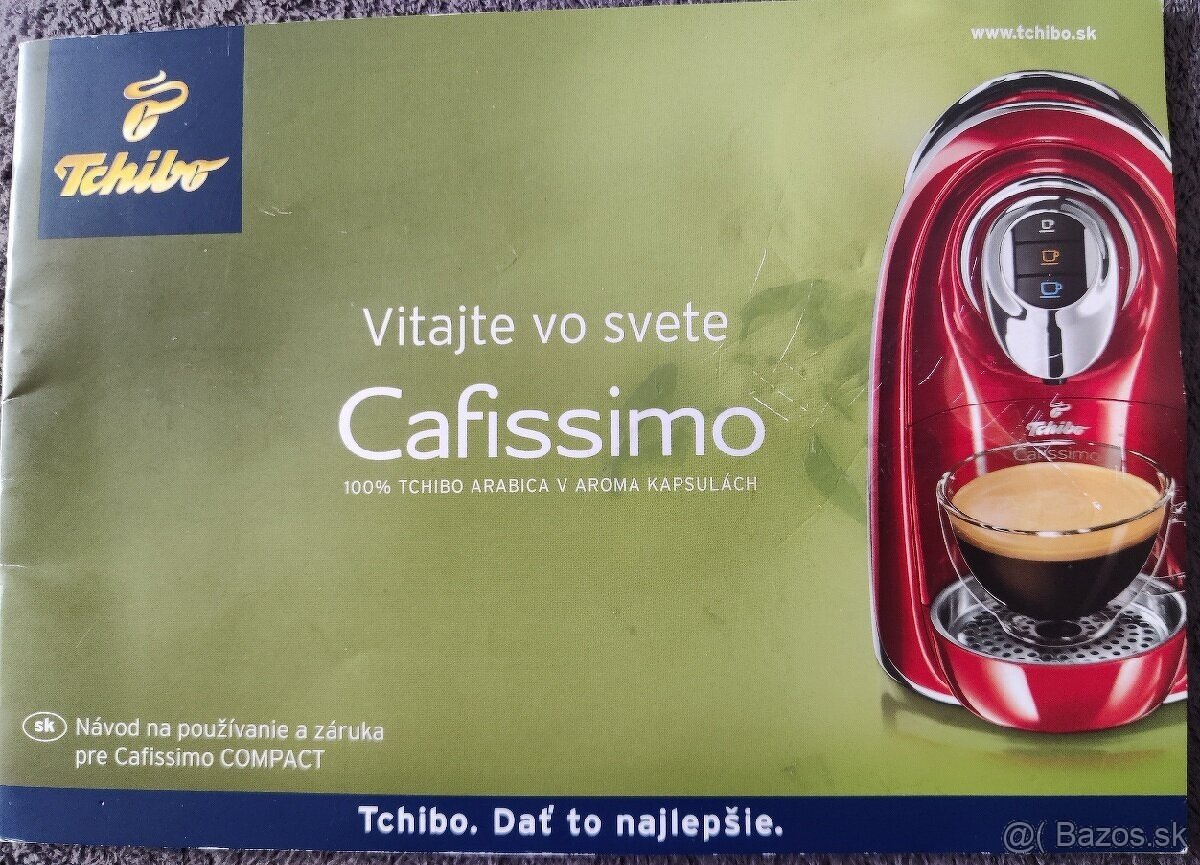 www.tchibo.sk
Tchibo
Vitajte vo svete
Cafissimo
100% TCHIBO ARABICA V AROMA KAPSULÁCH
Tchibo
Cafissimo
sk Návod na používanie a záruka
pre Cafissimo COMPACT
Tchibo. Dať to najlepšie.
@( Bazos.sk